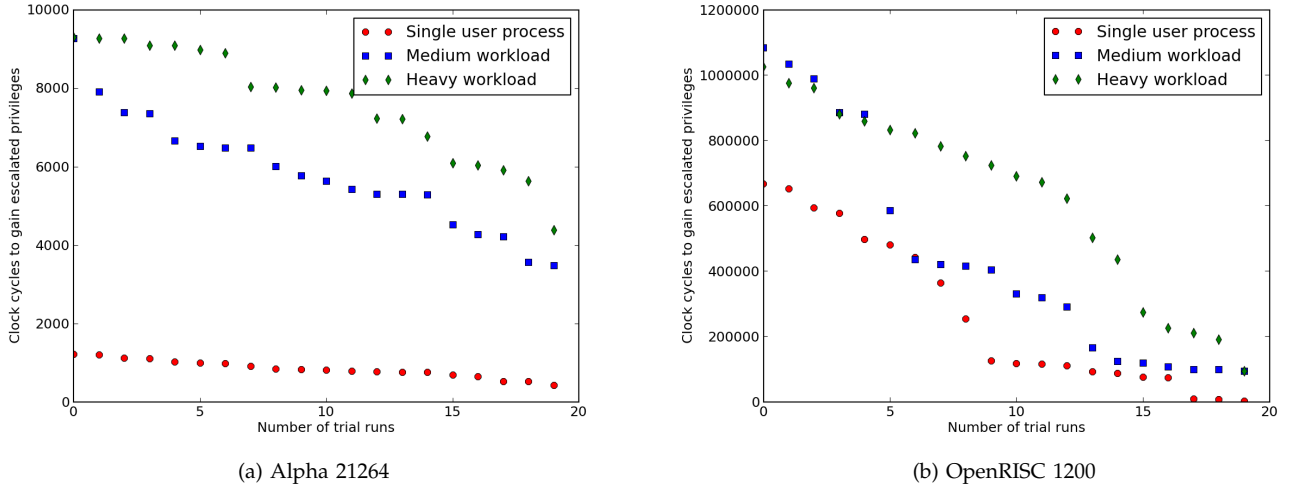 10000
8000
6000
4000
2000
0
0 5 10 15 20
Clock cycles to gain escalated privileges
Number of trial runs
Single user process
Medium workload
Heavy workload
(a) Alpha 21264
1200000
1000000
800000
600000
400000
200000
0
0 5 10 15 20
Clock cycles to gain escalated privileges
Number of trial runs
Single user process
Medium workload
Heavy workload
(b) OpenRISC 1200